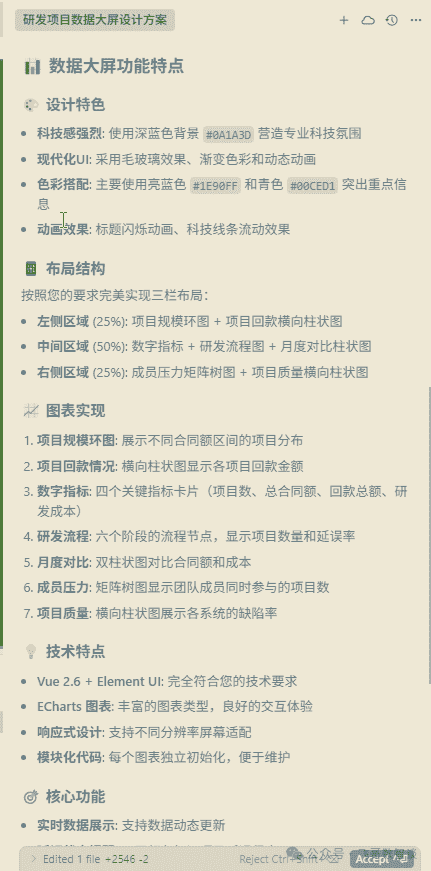 研发项目数据大屏设计方案
数据大屏功能特点
设计特色
科技感强烈: 使用深蓝色背景 #0A1A3D 营造专业科技氛围
现代化UI: 采用毛玻璃效果、渐变色彩和动态动画
色彩搭配: 主要使用亮蓝色 #1E90FF 和青色 #00CED1 突出重点信
息
动画效果: 标题闪烁动画、科技线条流动效果
布局结构
按照您的要求完美实现三栏布局：
左侧区域 (25%): 项目规模环图 + 项目回款横向柱状图
中间区域 (50%): 数字指标 + 研发流程图 + 月度对比柱状图
右侧区域 (25%): 成员压力矩阵树图 + 项目质量横向柱状图
图表实现
1. 项目规模环图: 展示不同合同额区间的项目分布
2. 项目回款情况: 横向柱状图显示各项目回款金额
3. 数字指标: 四个关键指标卡片（项目数、总合同额、回款总额、研
发成本）
4. 研发流程: 六个阶段的流程节点，显示项目数量和延误率
5. 月度对比: 双柱状图对比合同额和成本
6. 成员压力: 矩阵树图显示团队成员同时参与的项目数
7. 项目质量: 横向柱状图展示各系统的缺陷率
技术特点
Vue 2.6 + Element UI: 完全符合您的技术要求
ECharts 图表: 丰富的图表类型，良好的交互体验
响应式设计: 支持不同分辨率屏幕适配
模块化代码: 每个图表独立初始化，便于维护
核心功能
实时数据展示: 支持数据动态更新
Edited 1 file +2546 -2
Reject Ctrl+Shift+
Accept
公众号